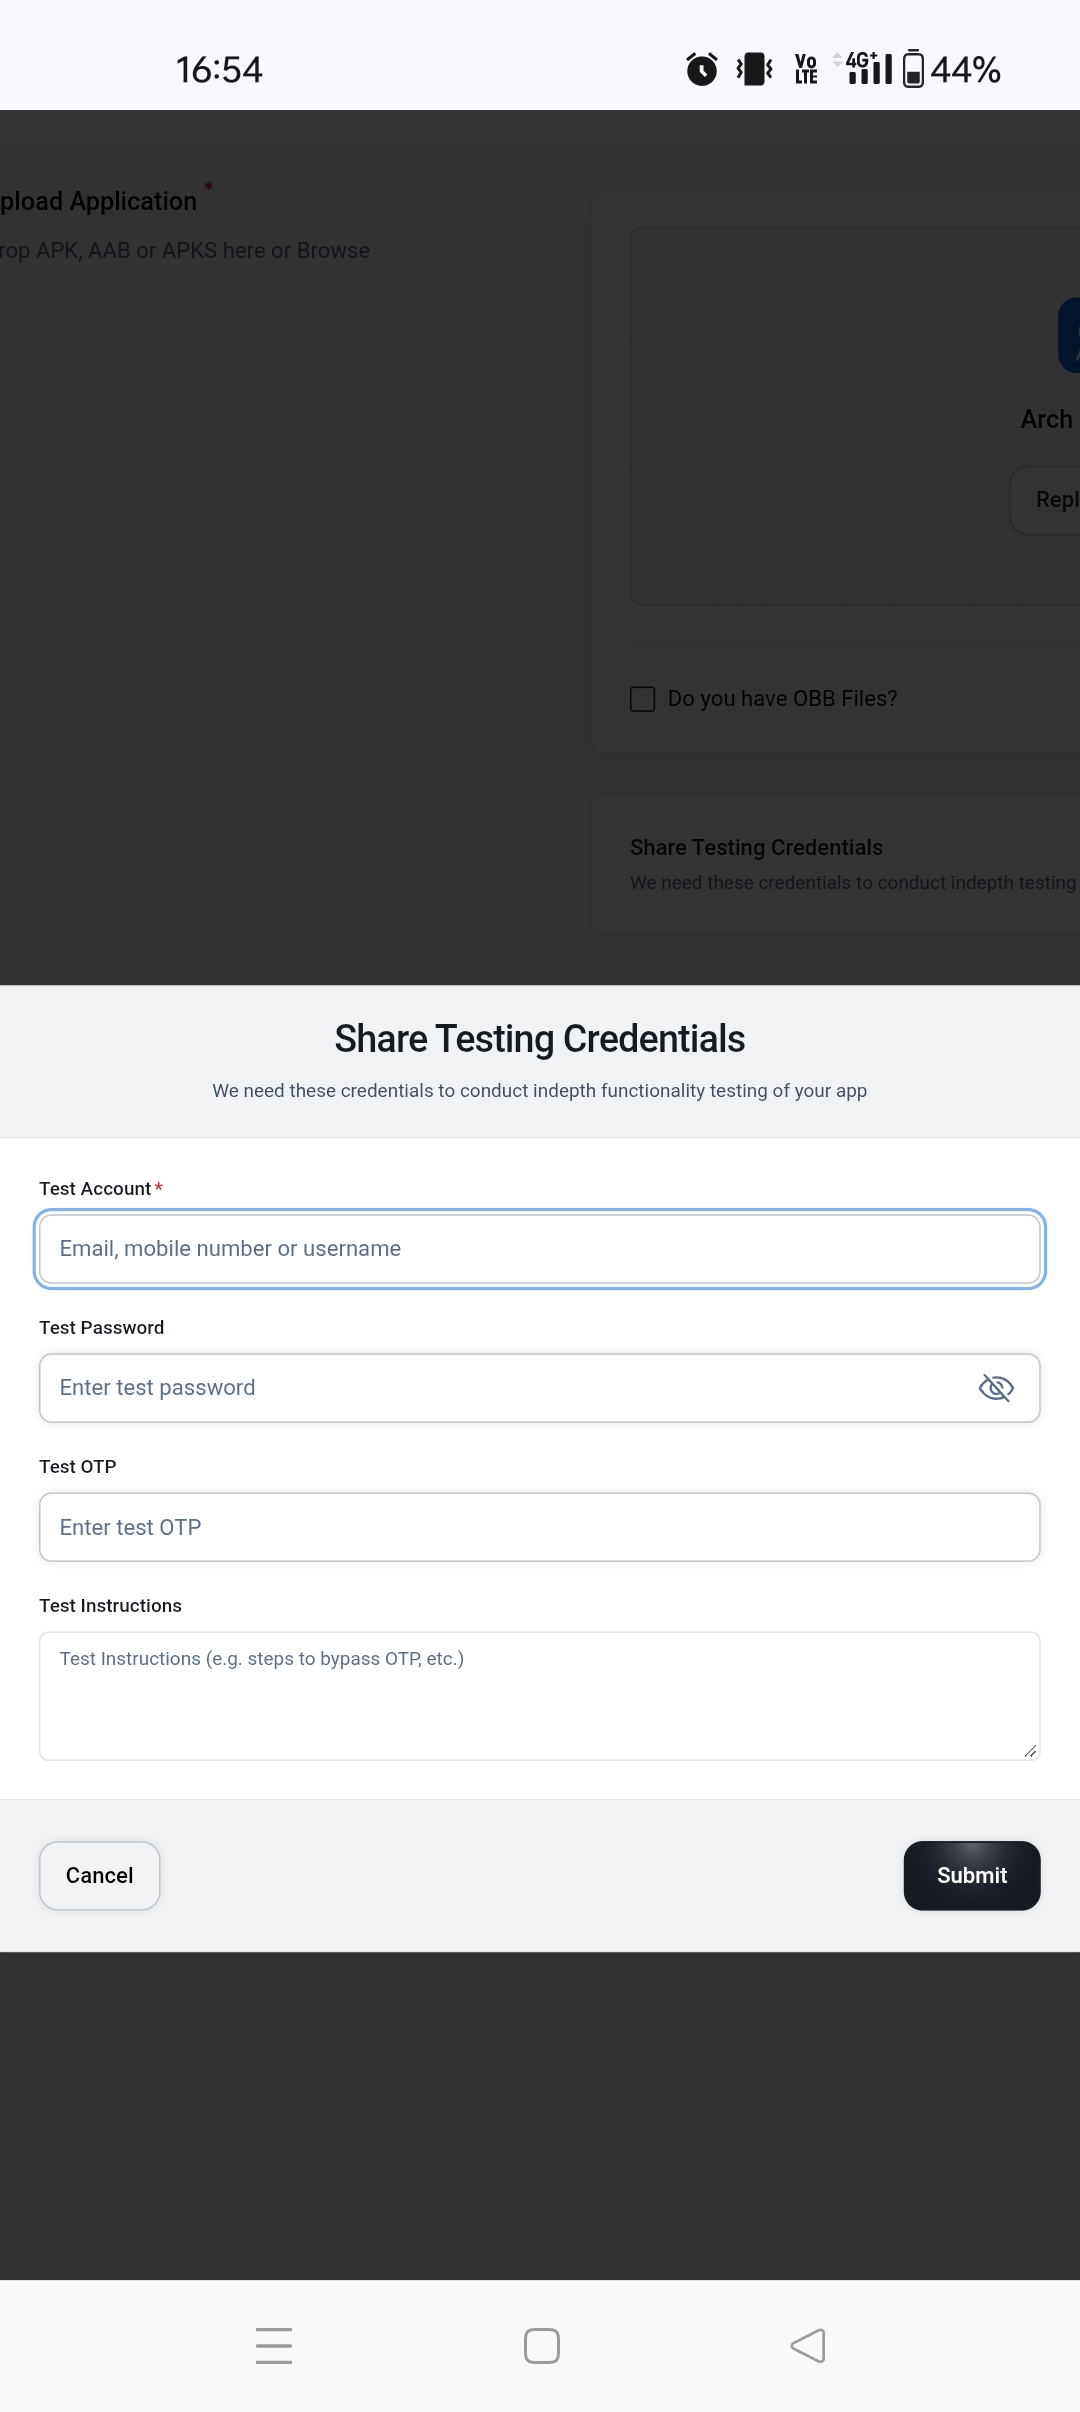 16:54
Vo
LTE
4G+
44%
pload Application *
rop APK, AAB or APKS here or Browse
Arch
Repl
Do you have OBB Files?
Share Testing Credentials
We need these credentials to conduct indepth testing
Share Testing Credentials
We need these credentials to conduct indepth functionality testing of your app
Test Account *
Email, mobile number or username
Test Password
Enter test password
Test OTP
Enter test OTP
Test Instructions
Test Instructions (e.g. steps to bypass OTP, etc.)
Cancel
Submit